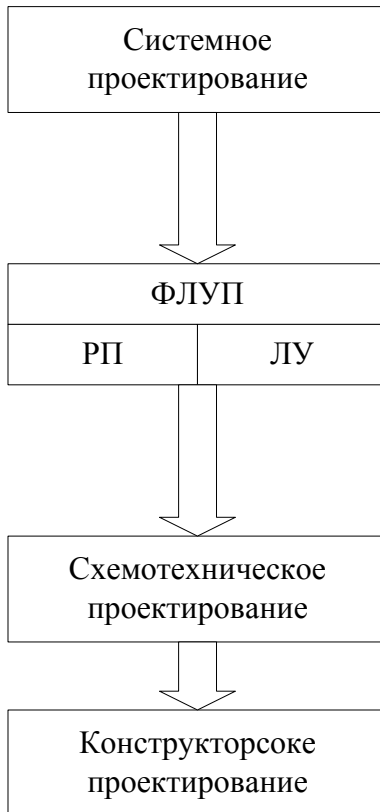 Системное
проектирование
ФЛУП
РП ЛУ
Схемотехническое
проектирование
Конструкторсоке
проектирование